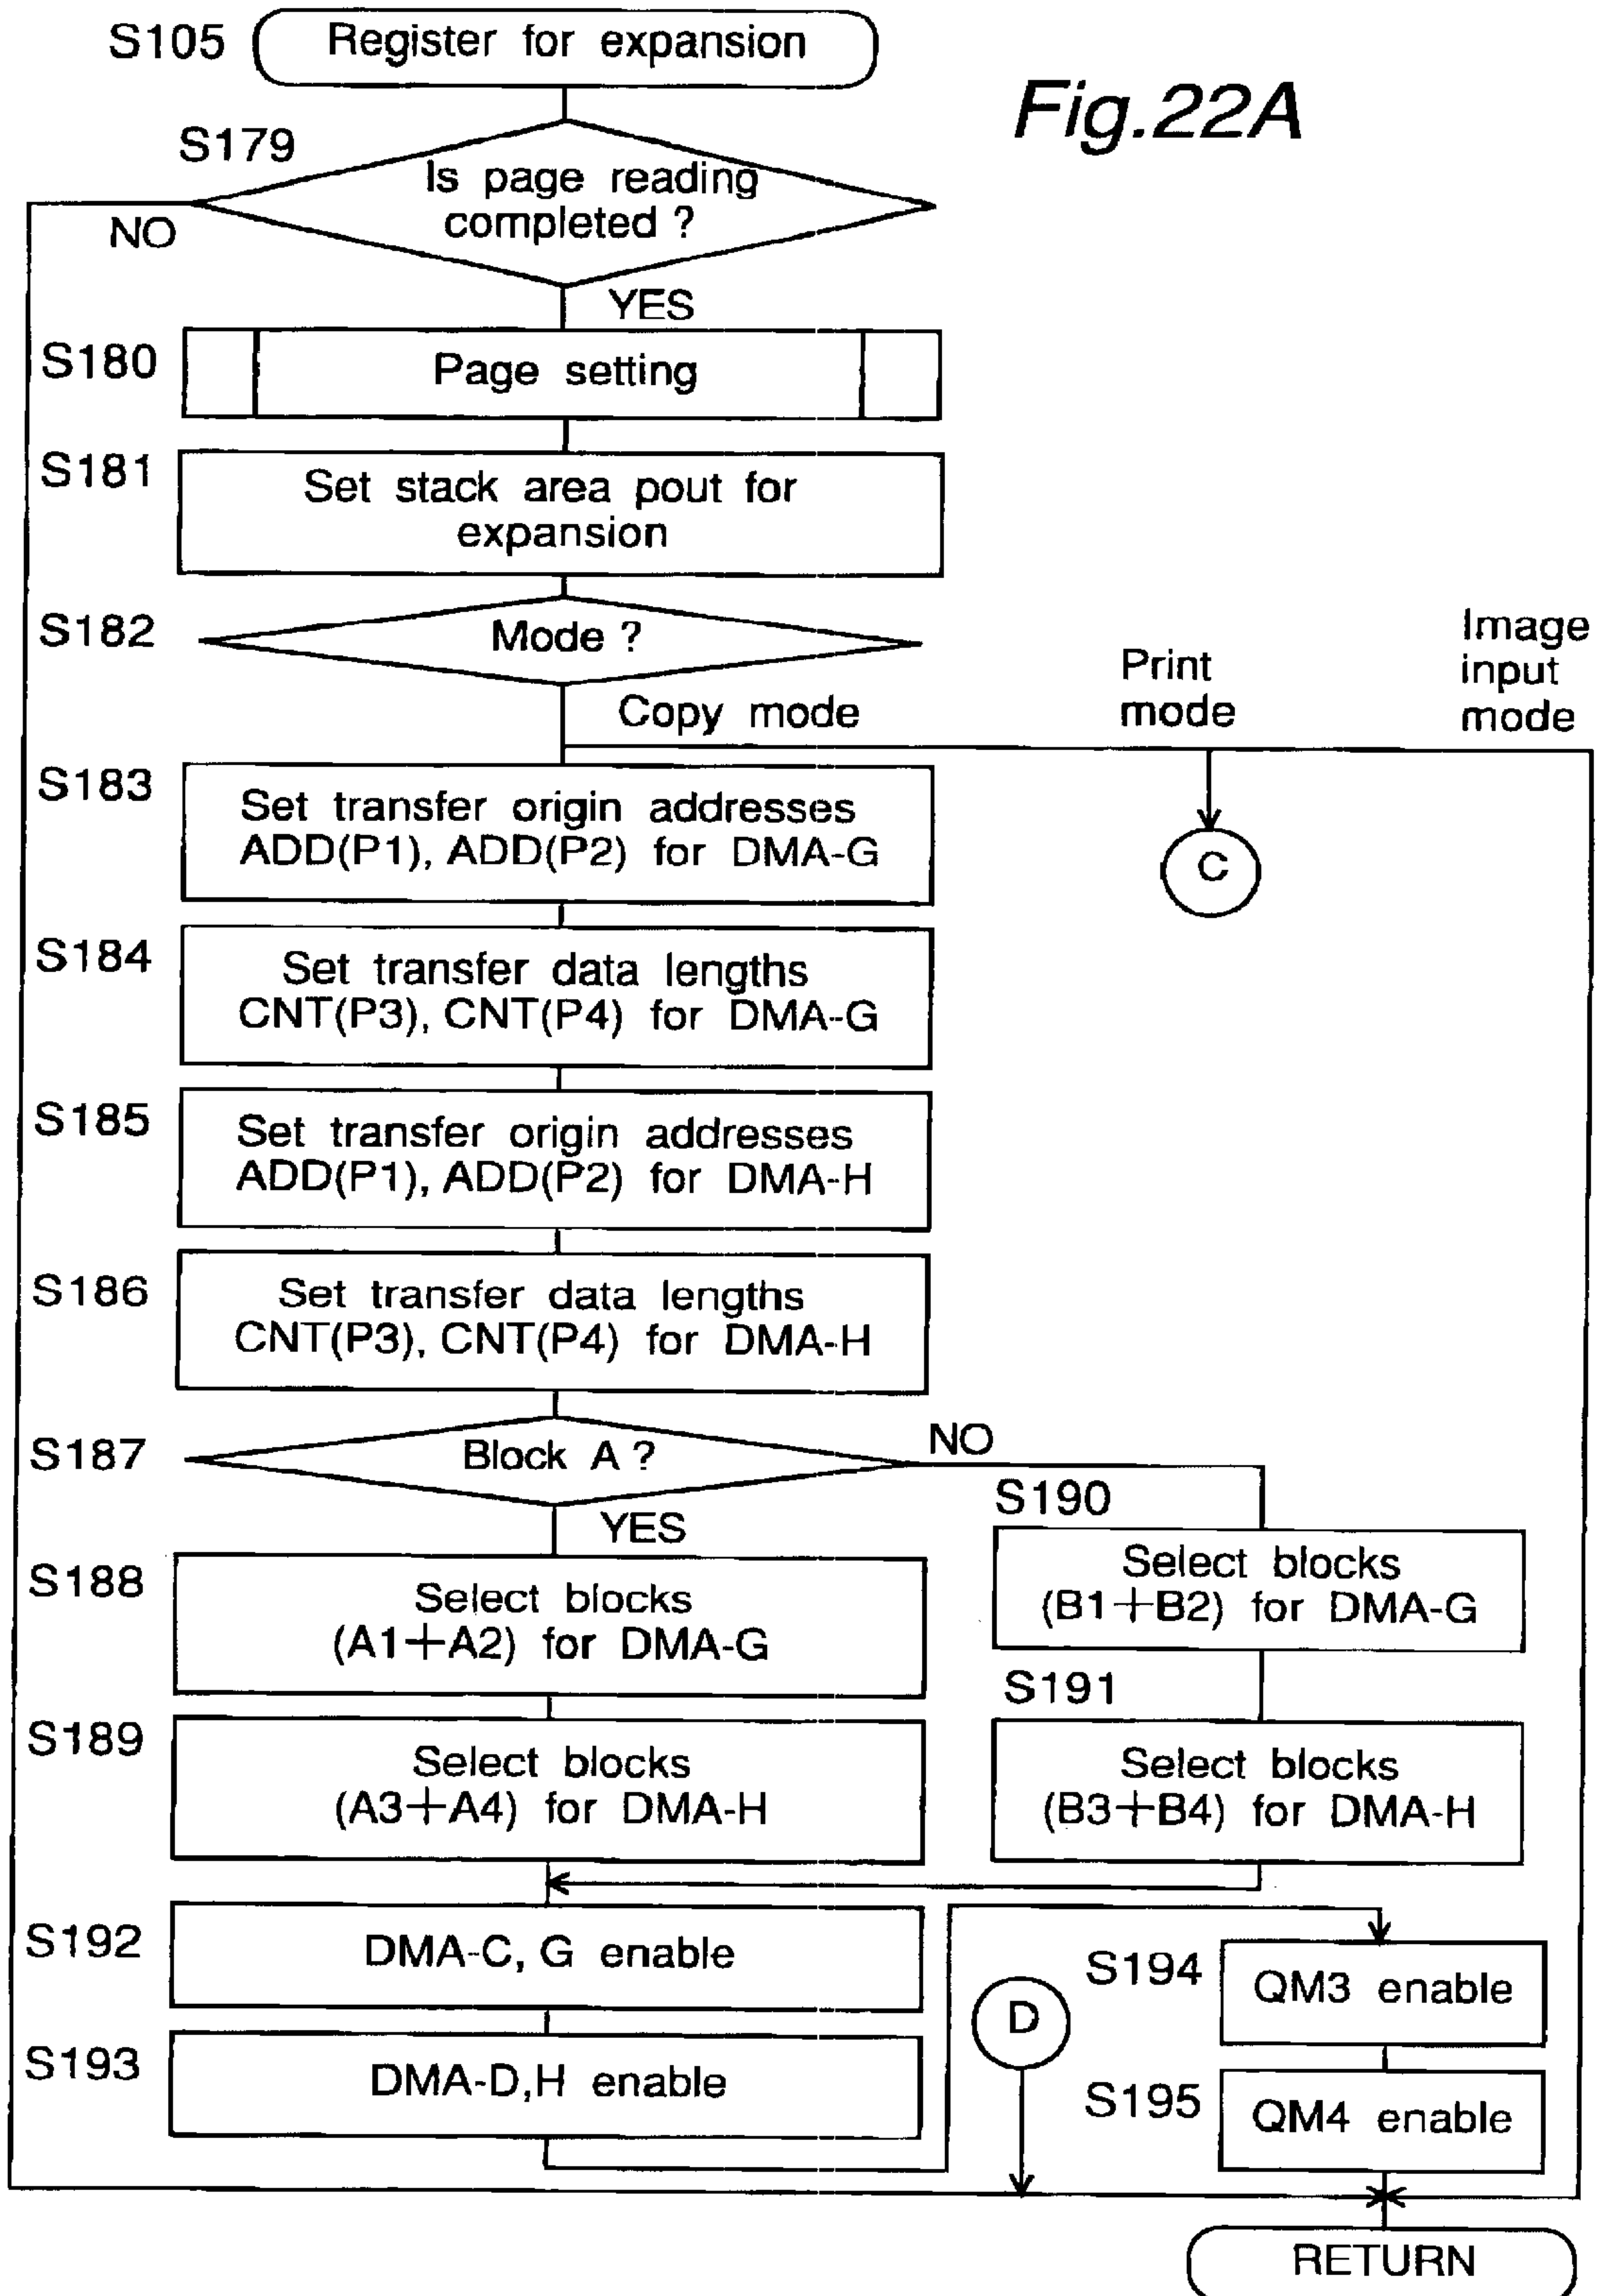 Fig.22A
S105
Register for expansion
S179
Is page reading
completed ?
NO
YES
S180
Page setting
S181
Set stack area pout for
expansion
S182
Mode ?
Copy mode
Print
mode
Image
input
mode
C
S183
Set transfer origin addresses
ADD(P1), ADD(P2) for DMA-G
S184
Set transfer data lengths
CNT(P3), CNT(P4) for DMA-G
S185
Set transfer origin addresses
ADD(P1), ADD(P2) for DMA-H
S186
Set transfer data lengths
CNT(P3), CNT(P4) for DMA-H
S187
Block A ?
NO
YES
S188
Select blocks
(A1+A2) for DMA-G
S189
Select blocks
(A3+A4) for DMA-H
S190
Select blocks
(B1+B2) for DMA-G
S191
Select blocks
(B3+B4) for DMA-H
S192
DMA-C, G enable
S193
DMA-D,H enable
D
S194
QM3 enable
S195
QM4 enable
RETURN